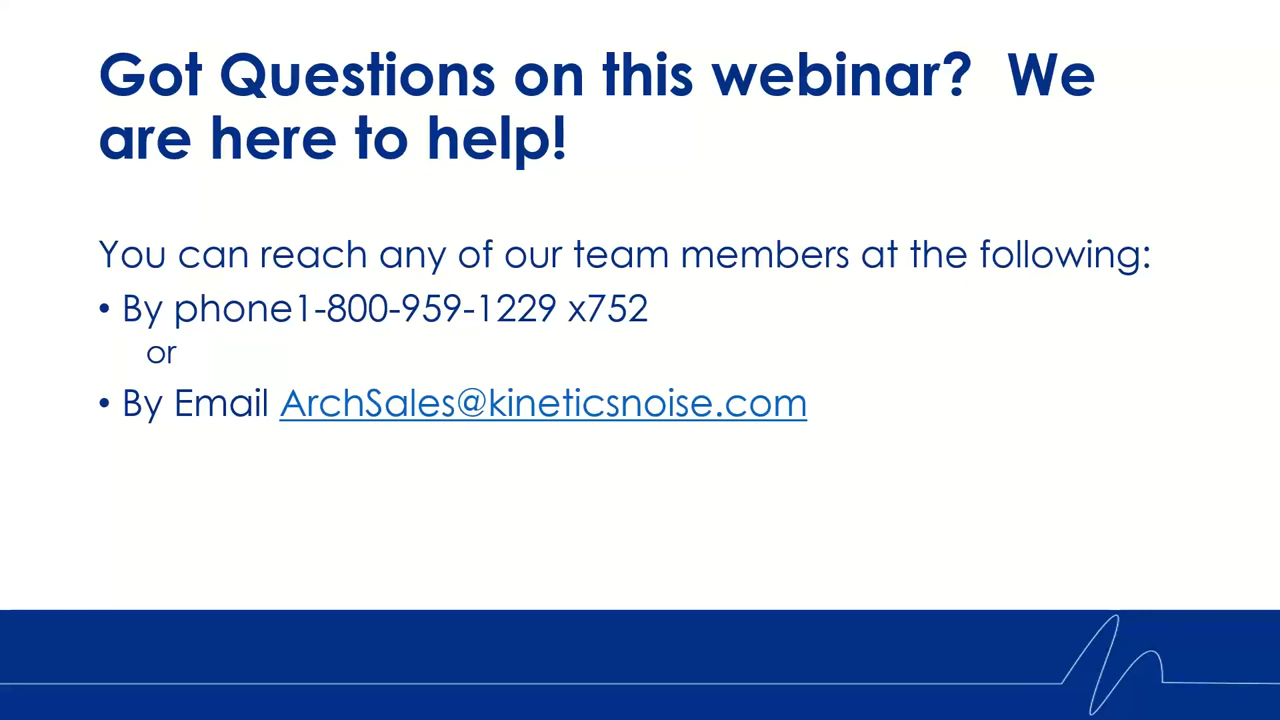 Got Questions on this webinar?  We
are here to help!
You can reach any of our team members at the following:
• By phone1-800-959-1229 x752
or
• By Email ArchSales@kineticsnoise.com